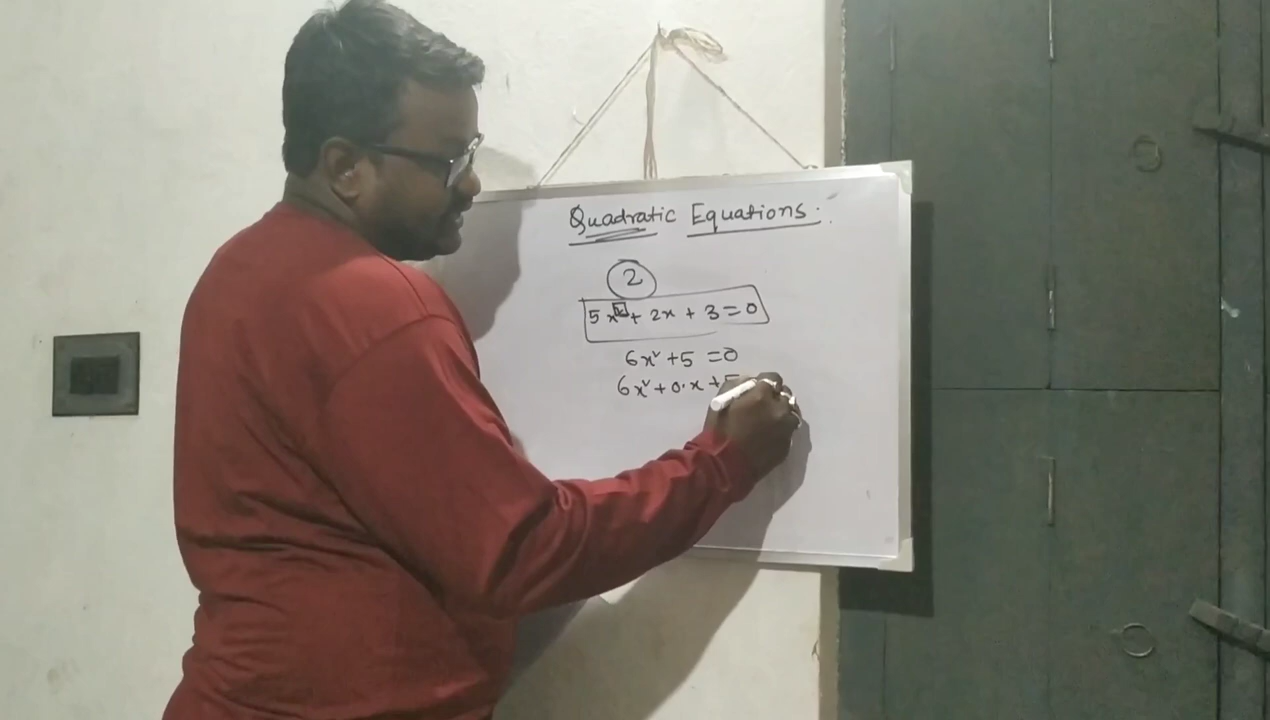 Quadratic Equations :
2
5x² + 2x + 3 = 0
6x² + 5 = 0
6x² + 0·x + 5